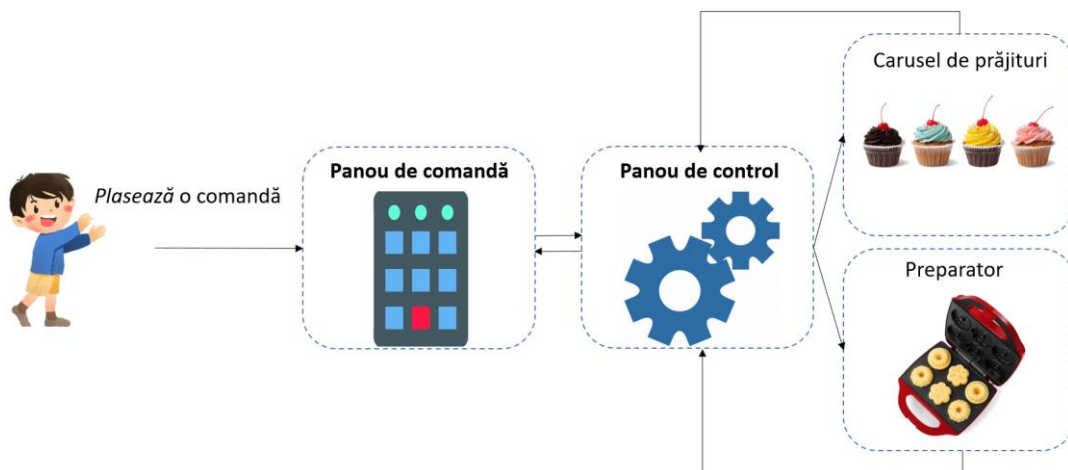 Plasează o comandă
Panou de comandă
Panou de control
Carusel de prăjituri
Preparator